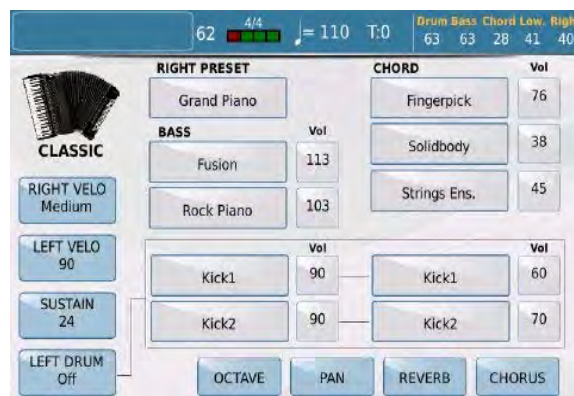 4/4
62 = 110 T:0
Drum Bass Chord Low. Righ
63 63 28 41 40
RIGHT PRESET
Grand Piano
CHORD Vol
Fingerpick 76
Solidbody 38
Strings Ens. 45
BASS Vol
Fusion 113
Rock Piano 103
CLASSIC
RIGHT VELO
Medium
LEFT VELO
90
SUSTAIN
24
LEFT DRUM
Off
Vol Vol
Kick1 90 Kick1 60
Kick2 90 Kick2 70
OCTAVE PAN REVERB CHORUS